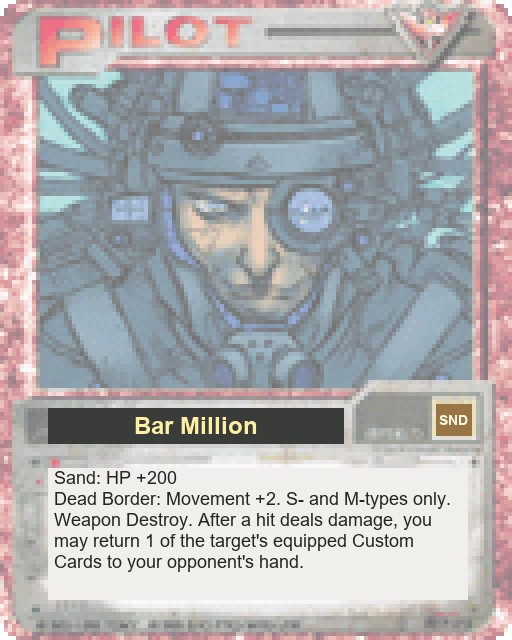 PILOT
Bar Million
SND
Sand: HP +200
Dead Border: Movement +2. S- and M-types only.
Weapon Destroy. After a hit deals damage, you
may return 1 of the target's equipped Custom
Cards to your opponent's hand.